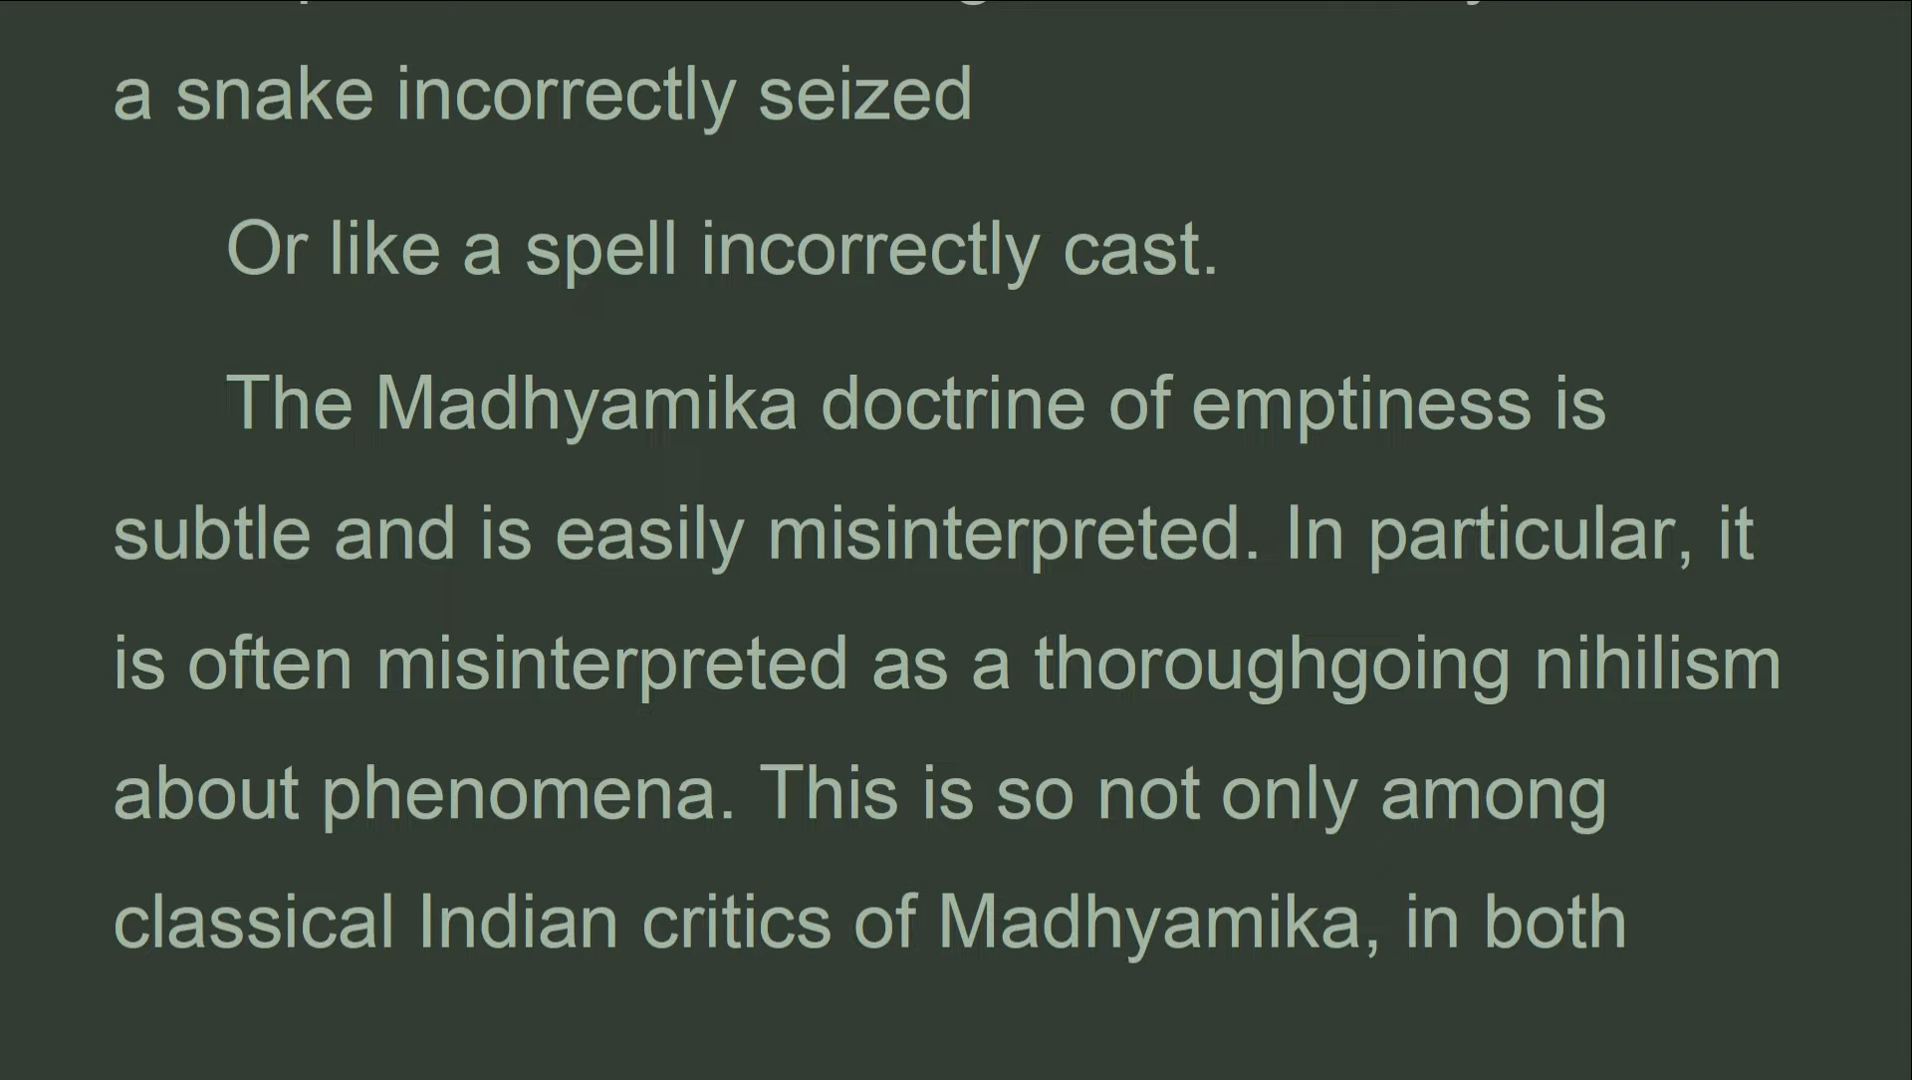 a snake incorrectly seized
Or like a spell incorrectly cast.
The Madhyamika doctrine of emptiness is
subtle and is easily misinterpreted. In particular, it
is often misinterpreted as a thoroughgoing nihilism
about phenomena. This is so not only among
classical Indian critics of Madhyamika, in both